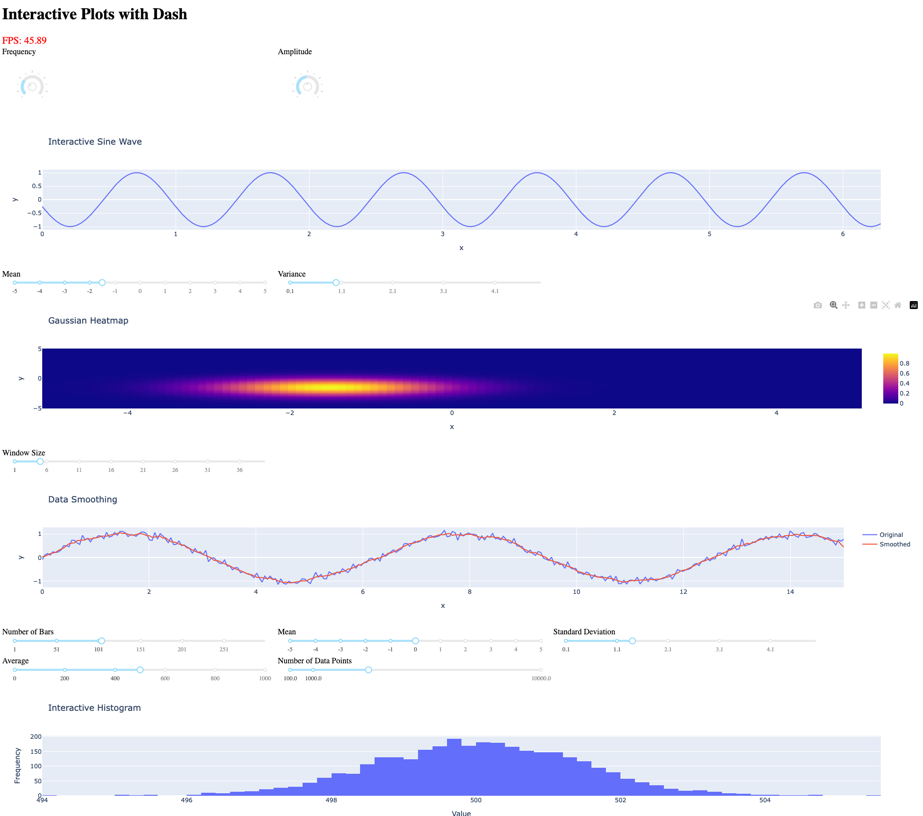 Interactive Plots with Dash
FPS: 45.89
Frequency Amplitude
Interactive Sine Wave
1
0.5
0
−0.5
−1
y
0 1 2 3 4 5 6
x
Mean Variance
-5 -4 -3 -2 -1 0 1 2 3 4 5 0.1 1.1 2.1 3.1 4.1
Gaussian Heatmap
5
0
−5
y
−4 −2 0 2 4
x
0.8
0.6
0.4
0.2
0
Window Size
1 6 11 16 21 26 31 36
Data Smoothing
1
0
−1
y
0 2 4 6 8 10 12 14
x
Original
Smoothed
Number of Bars Mean Standard Deviation
1 51 101 151 201 251 -5 -4 -3 -2 -1 0 1 2 3 4 5 0.1 1.1 2.1 3.1 4.1
Average Number of Data Points
0 200 400 600 800 1000 100.0 1000.0 10000.0
Interactive Histogram
200
150
100
50
0
Frequency
494 496 498 500 502 504
Value